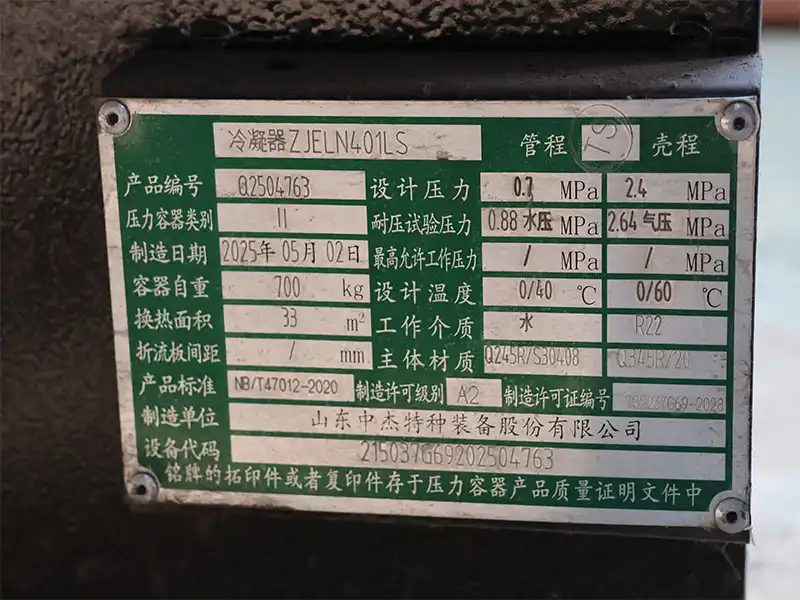 冷凝器ZJELN401LS 管程 TS 壳程
产品编号 Q2504763 设计压力 0.7 MPa 2.4 MPa
压力容器类别 II 耐压试验压力 0.88 水压 MPa 2.64 气压 MPa
制造日期 2025年 05月 02日 最高允许工作压力 / MPa / MPa
容器自重 700 kg 设计温度 0/40 ℃ 0/60 ℃
换热面积 33 m² 工作介质 水 R22
折流板间距 / mm 主体材质 Q245R/S30408 Q345R/20
产品标准 NB/T47012-2020 制造许可级别 A2 制造许可证编号
制造单位 山东中杰特种装备股份有限公司
设备代码 215037G69202504763
铭牌的拓印件或者复印件存于压力容器产品质量证明文件中